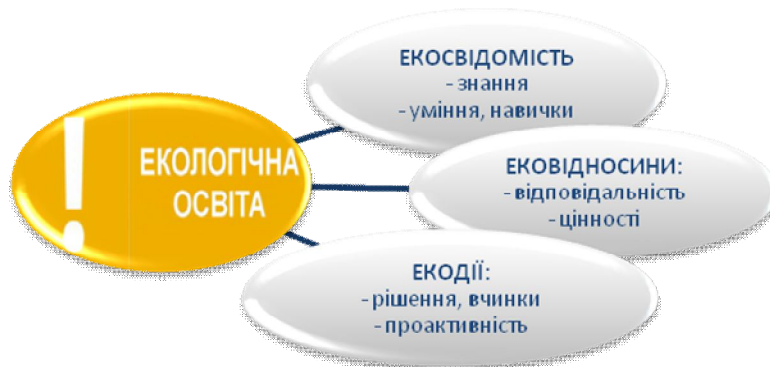 !
ЕКОЛОГІЧНА
ОСВІТА
ЕКОСВІДОМІСТЬ
- знання
- уміння, навички
ЕКОВІДНОСИНИ:
- відповідальність
- цінності
ЕКОДІЇ:
- рішення, вчинки
- проактивність